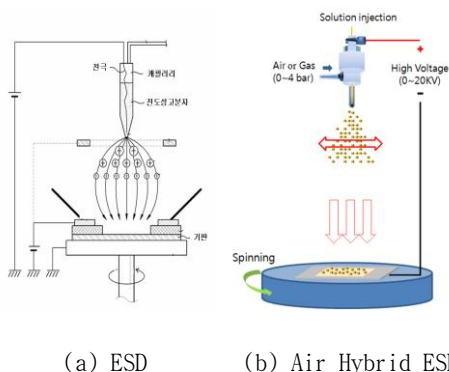 전극
캐필러리
전도성고분자
기판
Solution injection
Air or Gas
(0~4 bar)
+
High Voltage
(0~20KV)
-
Spinning
(a) ESD
(b) Air Hybrid ESD